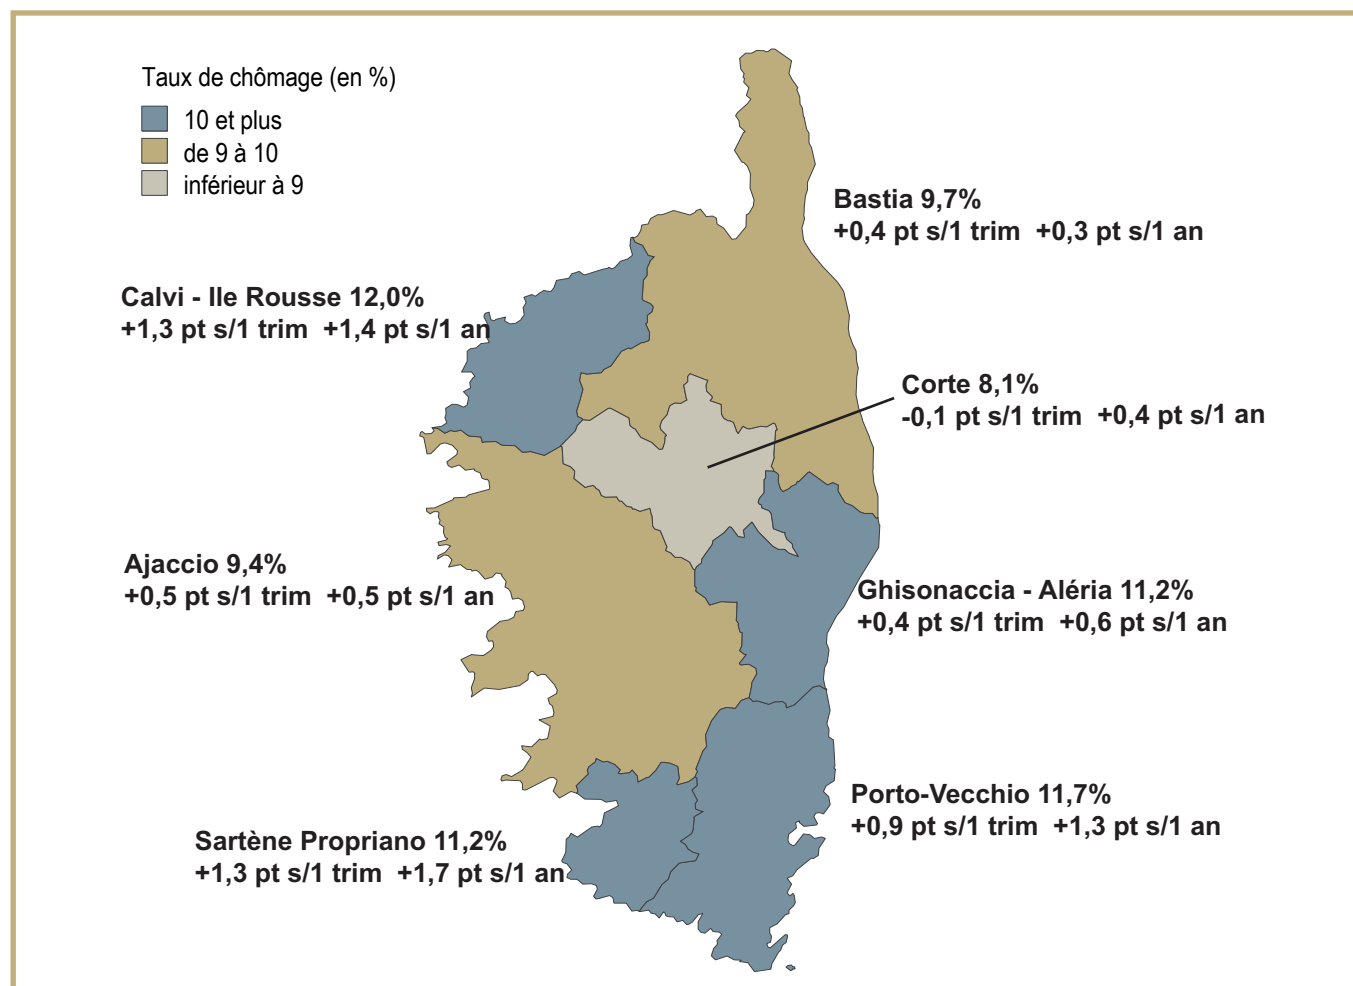 Taux de chômage (en %)
10 et plus
de 9 à 10
inférieur à 9
Bastia 9,7%
+0,4 pt s/1 trim +0,3 pt s/1 an
Calvi - Ile Rousse 12,0%
+1,3 pt s/1 trim +1,4 pt s/1 an
Corte 8,1%
-0,1 pt s/1 trim +0,4 pt s/1 an
Ajaccio 9,4%
+0,5 pt s/1 trim +0,5 pt s/1 an
Ghisonaccia - Aléria 11,2%
+0,4 pt s/1 trim +0,6 pt s/1 an
Porto-Vecchio 11,7%
+0,9 pt s/1 trim +1,3 pt s/1 an
Sartène Propriano 11,2%
+1,3 pt s/1 trim +1,7 pt s/1 an